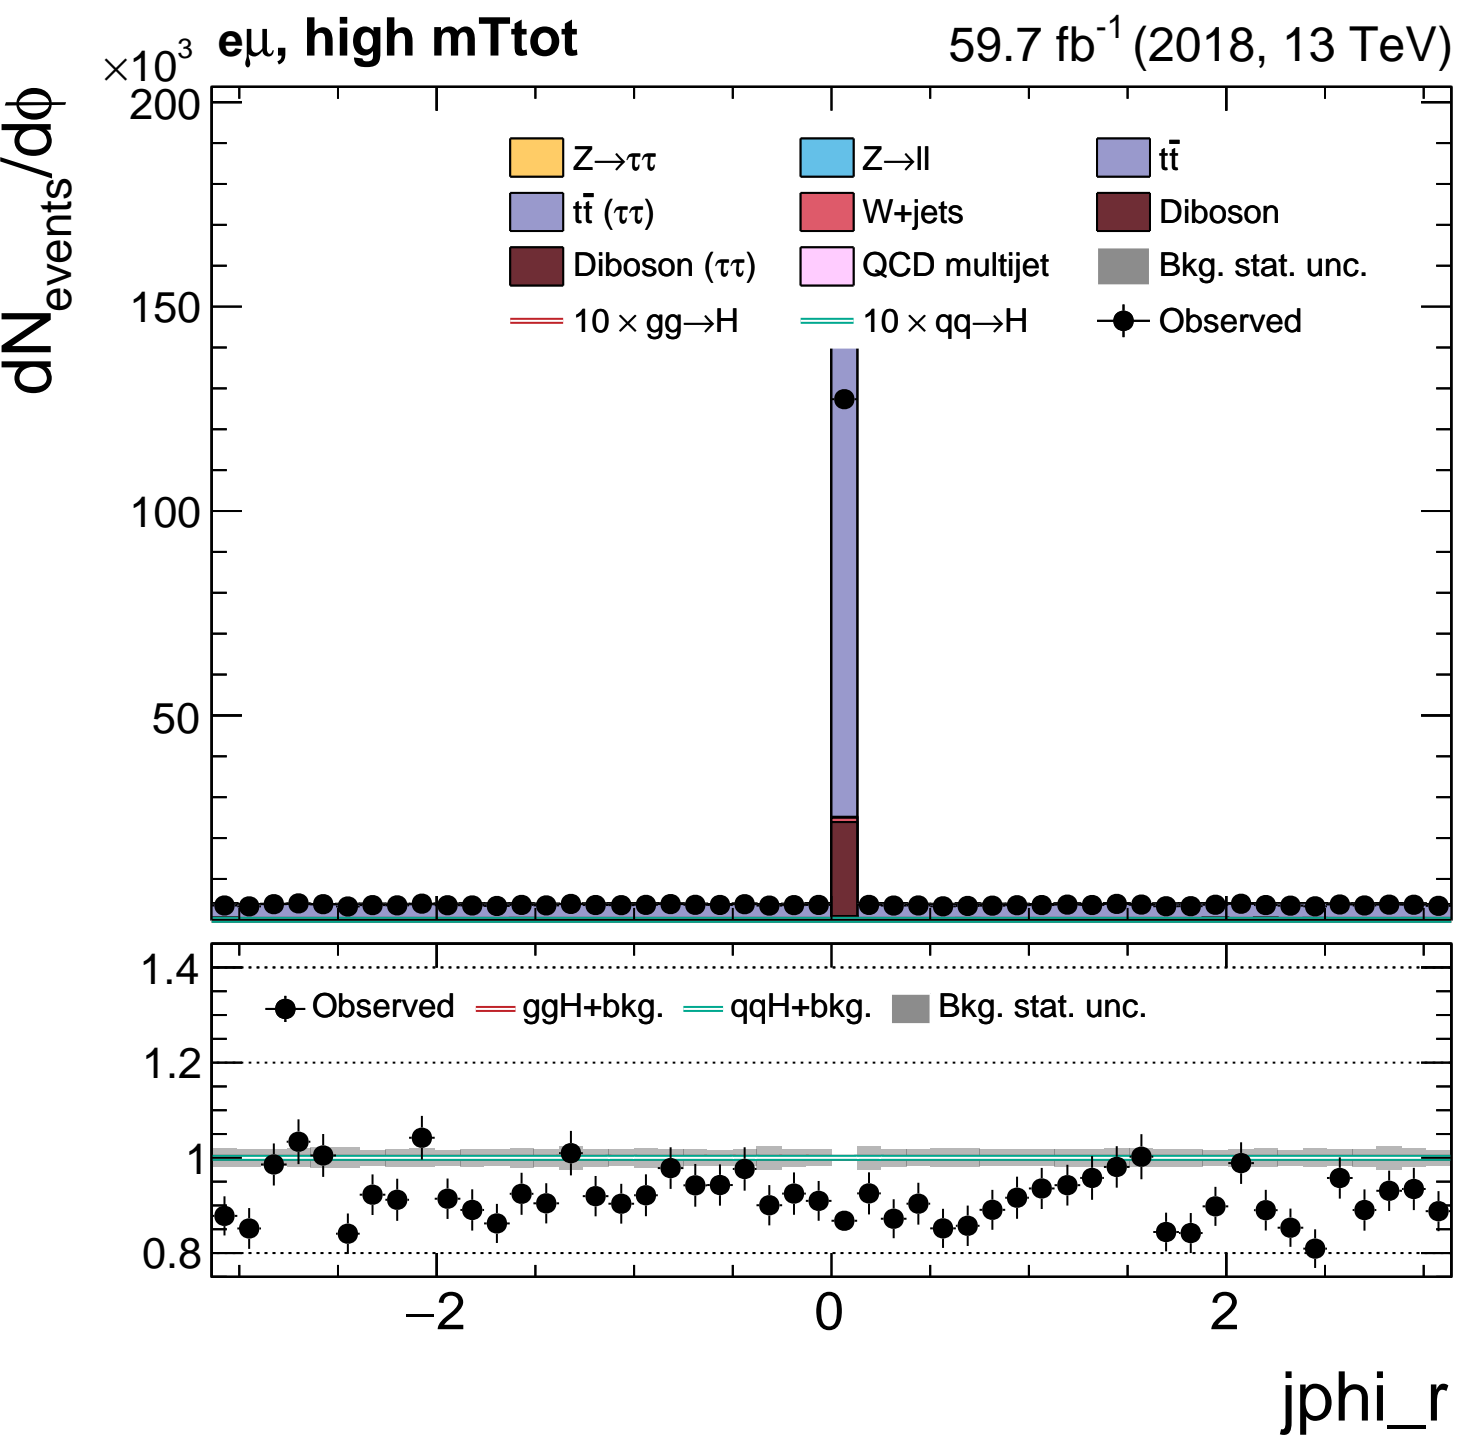 eμ, high mTtot
59.7 fb-1 (2018, 13 TeV)
×10³
dNevents/dϕ
200
150
100
50
Z→ττ
Z→ll
tt̄
tt̄ (ττ)
W+jets
Diboson
Diboson (ττ)
QCD multijet
Bkg. stat. unc.
10 × gg→H
10 × qq→H
Observed
1.4
1.2
1
0.8
Observed
ggH+bkg.
qqH+bkg.
Bkg. stat. unc.
−2
0
2
jphi_r